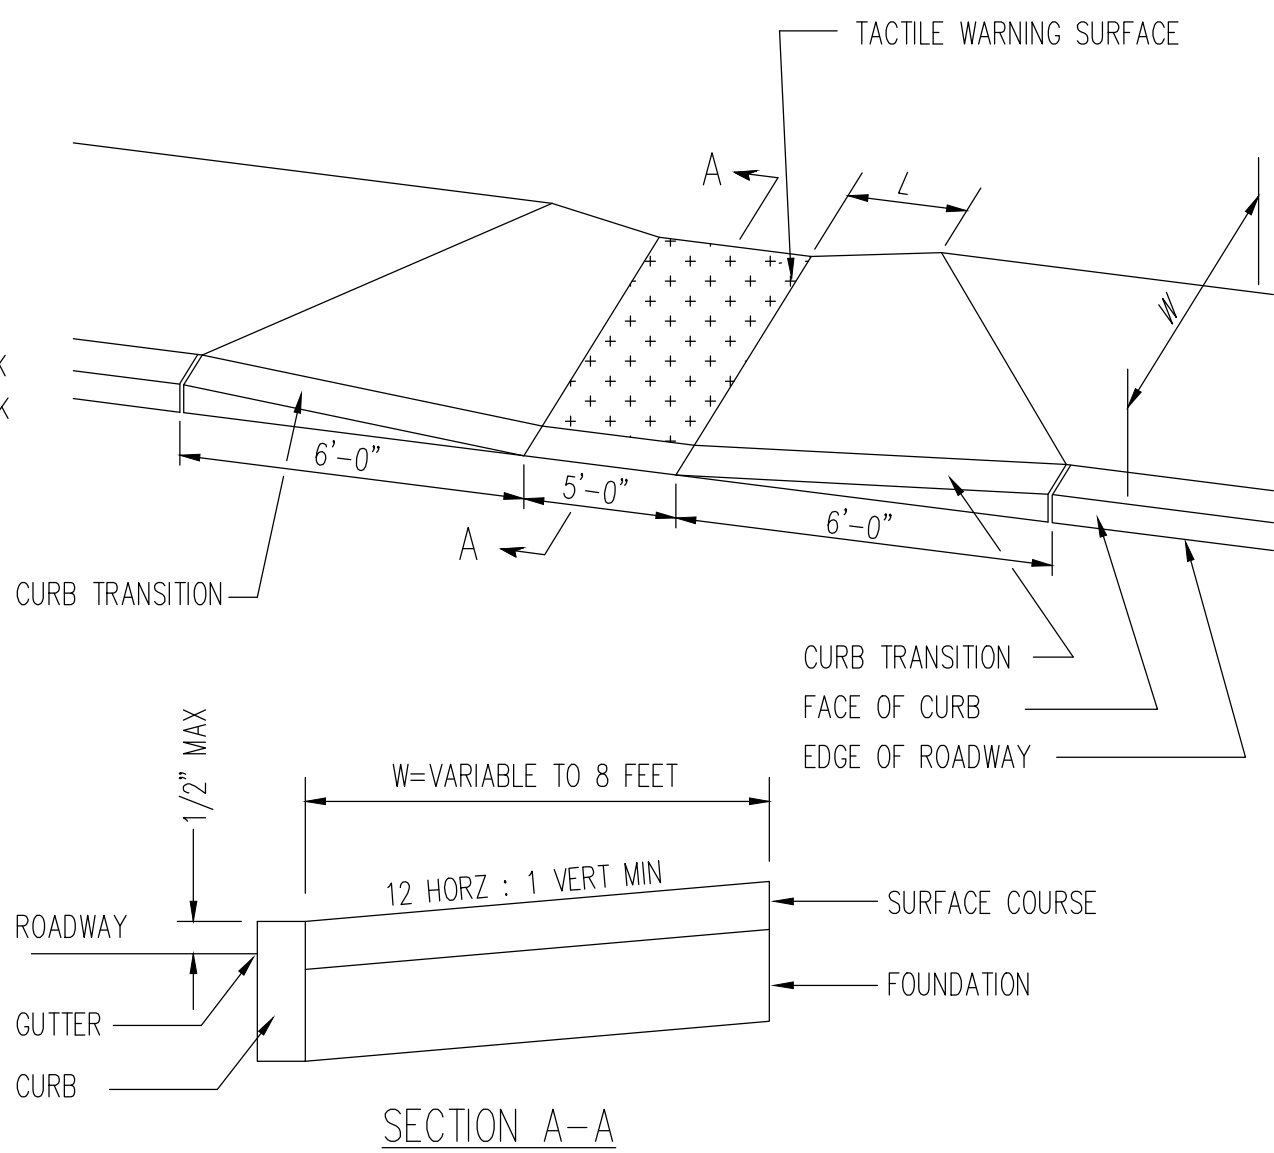 TACTILE WARNING SURFACE
A
L
W
6'-0"
5'-0"
6'-0"
A
CURB TRANSITION
CURB TRANSITION
FACE OF CURB
EDGE OF ROADWAY
1/2" MAX
W=VARIABLE TO 8 FEET
12 HORZ : 1 VERT MIN
ROADWAY
SURFACE COURSE
GUTTER
FOUNDATION
CURB
SECTION A-A